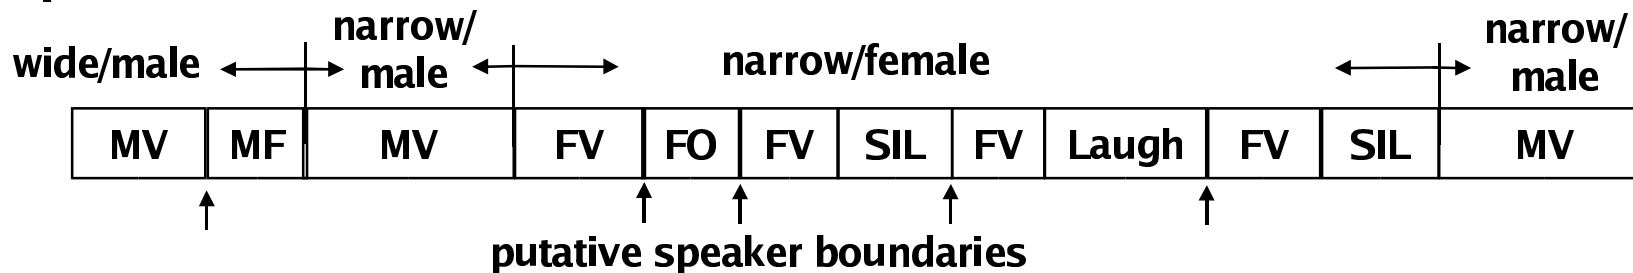 wide/male
narrow/
male
narrow/female
narrow/
male
MV MF MV FV FO FV SIL FV Laugh FV SIL MV
putative speaker boundaries